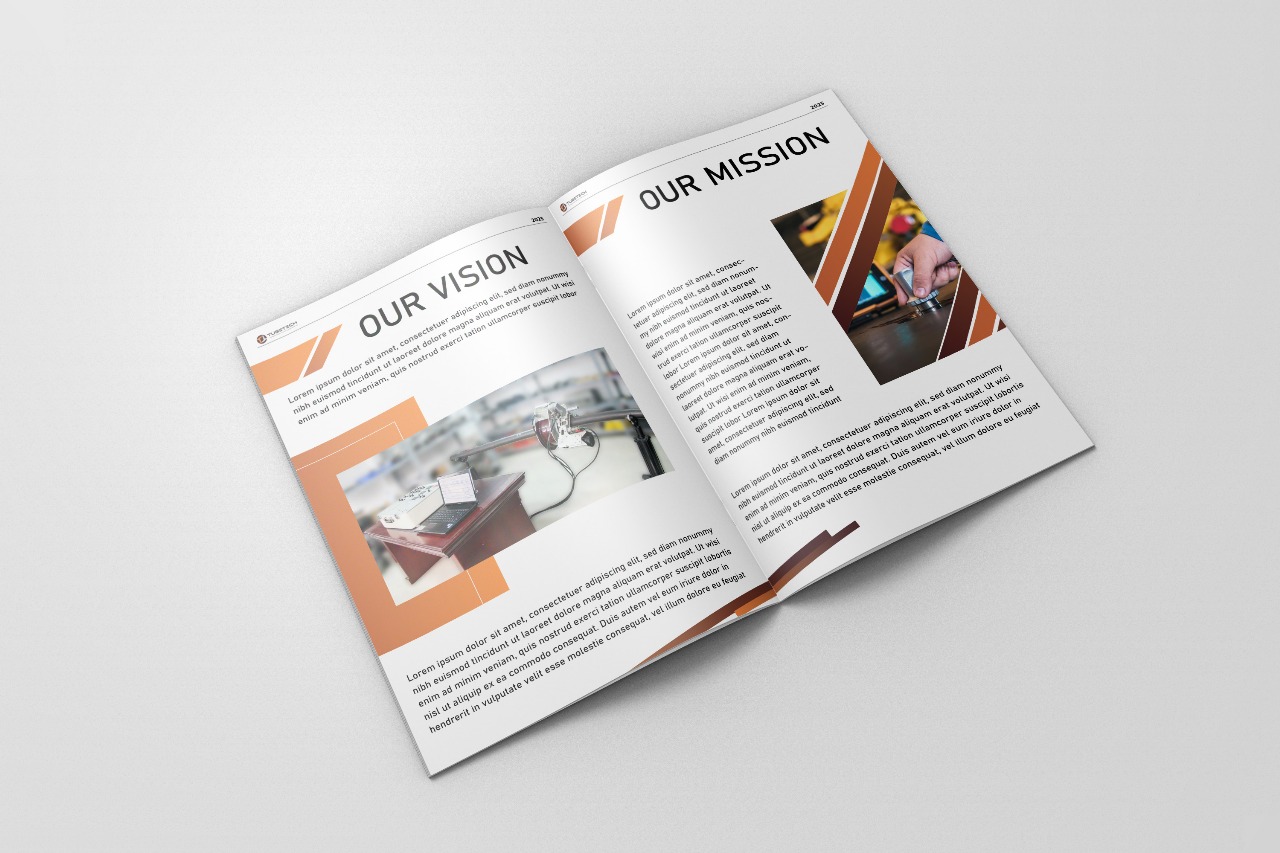 TUBETECH
2025
OUR VISION
Lorem ipsum dolor sit amet, consectetuer adipiscing elit, sed diam nonummy
nibh euismod tincidunt ut laoreet dolore magna aliquam erat volutpat. Ut wisi
enim ad minim veniam, quis nostrud exerci tation ullamcorper suscipit lobor
Lorem ipsum dolor sit amet, consectetuer adipiscing elit, sed diam nonummy
nibh euismod tincidunt ut laoreet dolore magna aliquam erat volutpat. Ut wisi
enim ad minim veniam, quis nostrud exerci tation ullamcorper suscipit lobortis
nisl ut aliquip ex ea commodo consequat. Duis autem vel eum iriure dolor in
hendrerit in vulputate velit esse molestie consequat, vel illum dolore eu feugiat
TUBETECH
2025
OUR MISSION
Lorem ipsum dolor sit amet, consec-
tetuer adipiscing elit, sed diam nonum-
my nibh euismod tincidunt ut laoreet
dolore magna aliquam erat volutpat. Ut
wisi enim ad minim veniam, quis nos-
trud exerci tation ullamcorper suscipit
lobor Lorem ipsum dolor sit amet, con-
sectetuer adipiscing elit, sed diam
nonummy nibh euismod tincidunt ut
laoreet dolore magna aliquam erat vo-
lutpat. Ut wisi enim ad minim veniam,
quis nostrud exerci tation ullamcorper
suscipit lobor Lorem ipsum dolor sit
amet, consectetuer adipiscing elit, sed
diam nonummy nibh euismod tincidunt
Lorem ipsum dolor sit amet, consectetuer adipiscing elit, sed diam nonummy
nibh euismod tincidunt ut laoreet dolore magna aliquam erat volutpat. Ut wisi
enim ad minim veniam, quis nostrud exerci tation ullamcorper suscipit lobortis
nisl ut aliquip ex ea commodo consequat. Duis autem vel eum iriure dolor in
hendrerit in vulputate velit esse molestie consequat, vel illum dolore eu feugiat